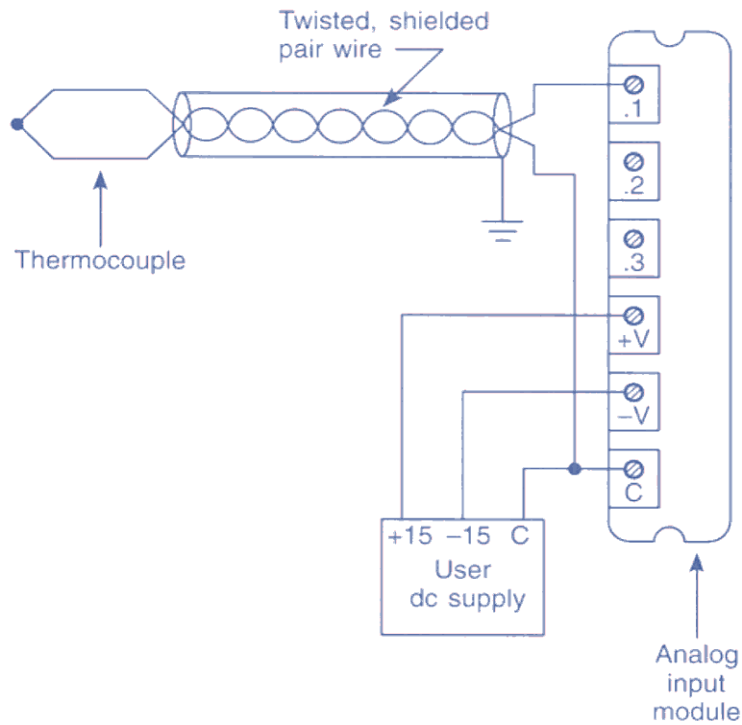 Twisted, shielded
pair wire
.1
.2
Thermocouple
.3
+V
–V
C
+15 –15 C
User
dc supply
Analog
input
module